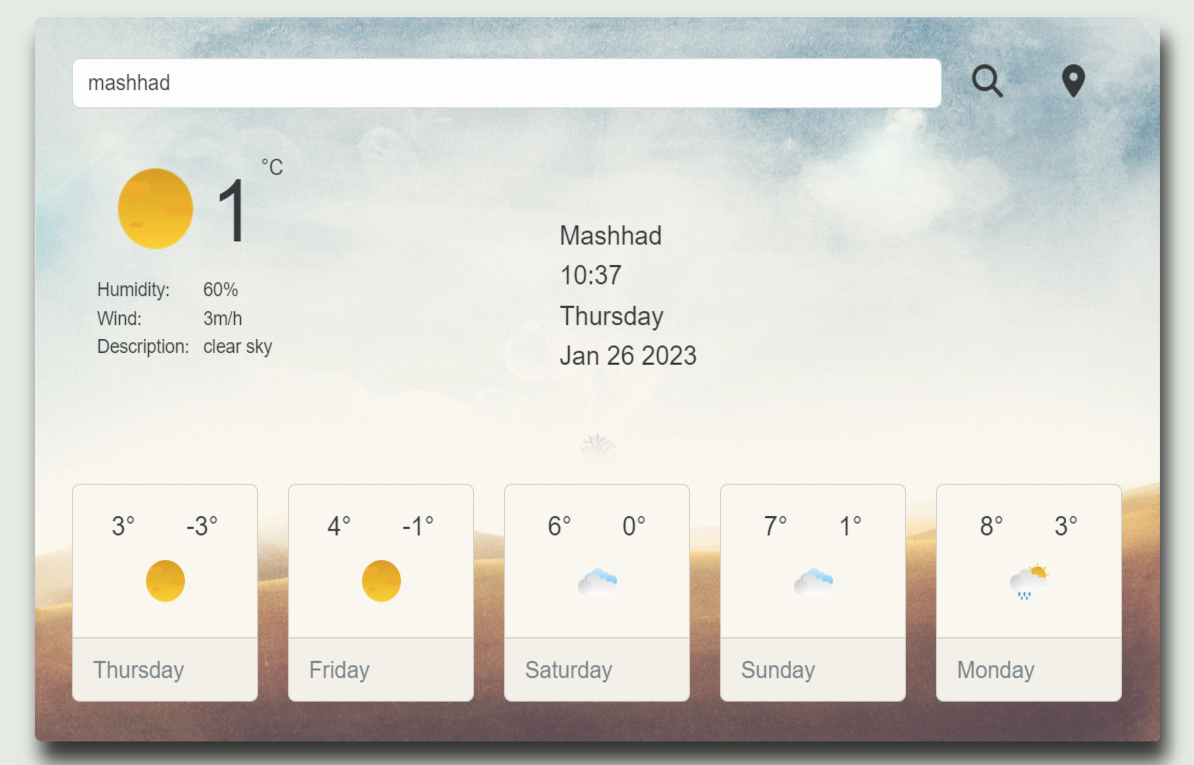 mashhad
1 °C
Humidity: 60%
Wind: 3m/h
Description: clear sky
Mashhad
10:37
Thursday
Jan 26 2023
3° -3°
Thursday
4° -1°
Friday
6° 0°
Saturday
7° 1°
Sunday
8° 3°
Monday